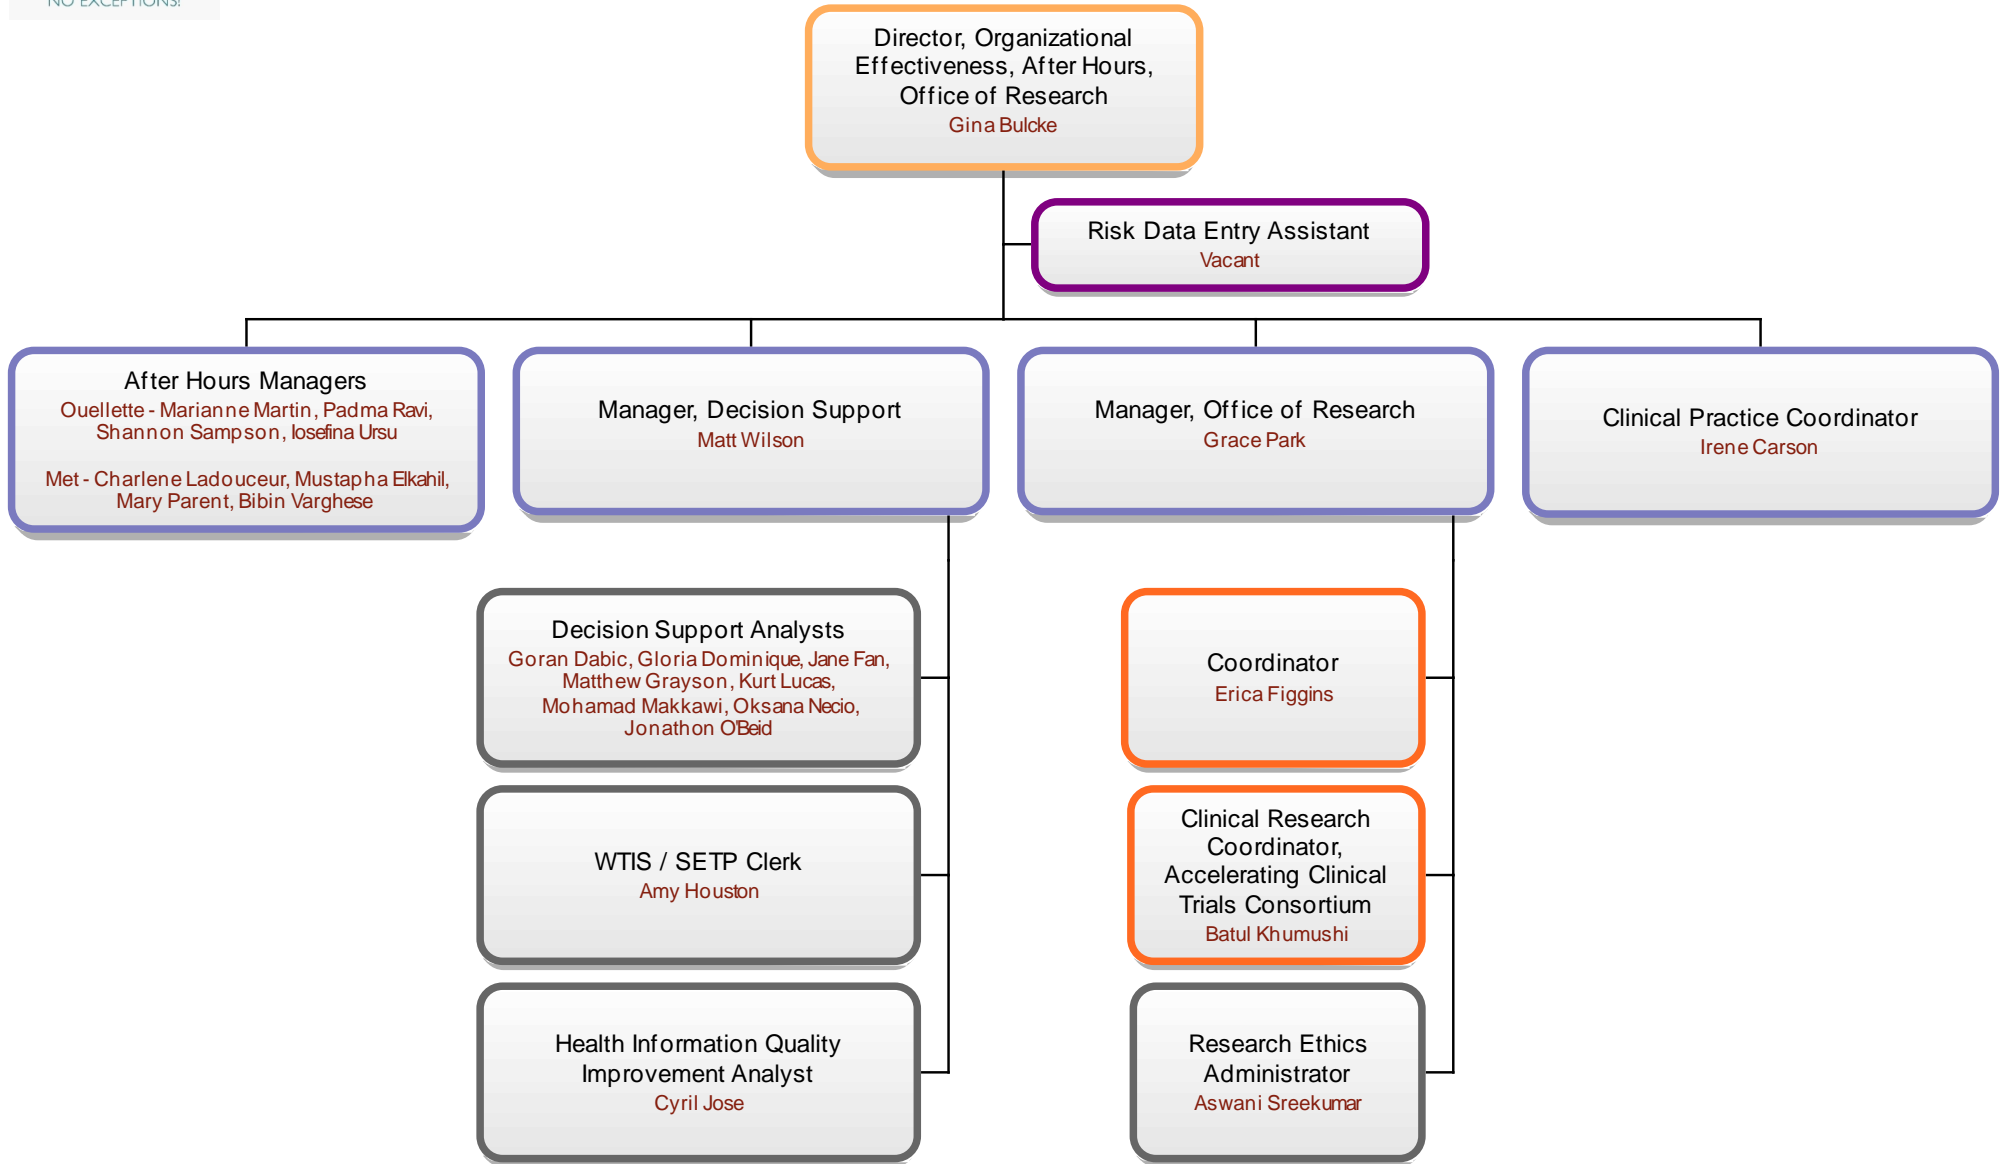 NO EXCEPTIONS!
Director, Organizational
Effectiveness, After Hours,
Office of Research
Gina Bulcke
Risk Data Entry Assistant
Vacant
After Hours Managers
Ouellette - Marianne Martin, Padma Ravi,
Shannon Sampson, Iosefina Ursu
Met - Charlene Ladouceur, Mustapha Elkahil,
Mary Parent, Bibin Varghese
Manager, Decision Support
Matt Wilson
Manager, Office of Research
Grace Park
Clinical Practice Coordinator
Irene Carson
Decision Support Analysts
Goran Dabic, Gloria Dominique, Jane Fan,
Matthew Grayson, Kurt Lucas,
Mohamad Makkawi, Oksana Necio,
Jonathon O'Beid
WTIS / SETP Clerk
Amy Houston
Health Information Quality
Improvement Analyst
Cyril Jose
Coordinator
Erica Figgins
Clinical Research
Coordinator,
Accelerating Clinical
Trials Consortium
Batul Khumushi
Research Ethics
Administrator
Aswani Sreekumar